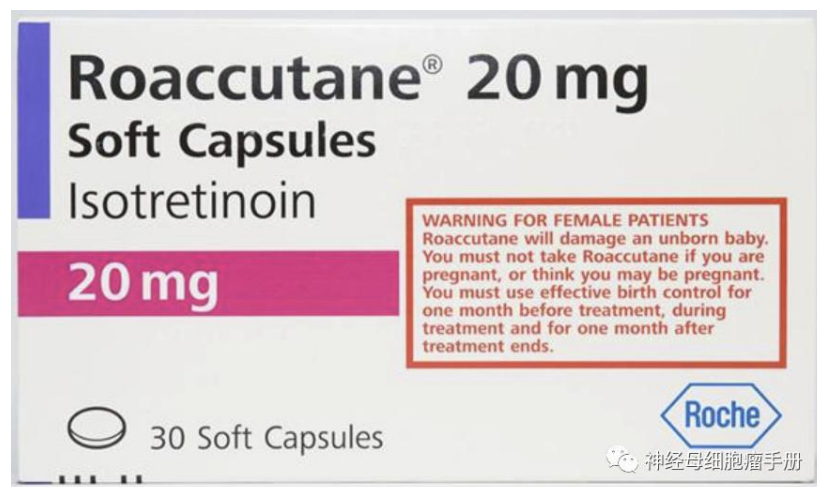 Roaccutane® 20 mg
Soft Capsules
Isotretinoin
20 mg
WARNING FOR FEMALE PATIENTS
Roaccutane will damage an unborn baby.
You must not take Roaccutane if you are
pregnant, or think you may be pregnant.
You must use effective birth control for
one month before treatment, during
treatment and for one month after
treatment ends.
30 Soft Capsules
Roche
神经母细胞瘤手册